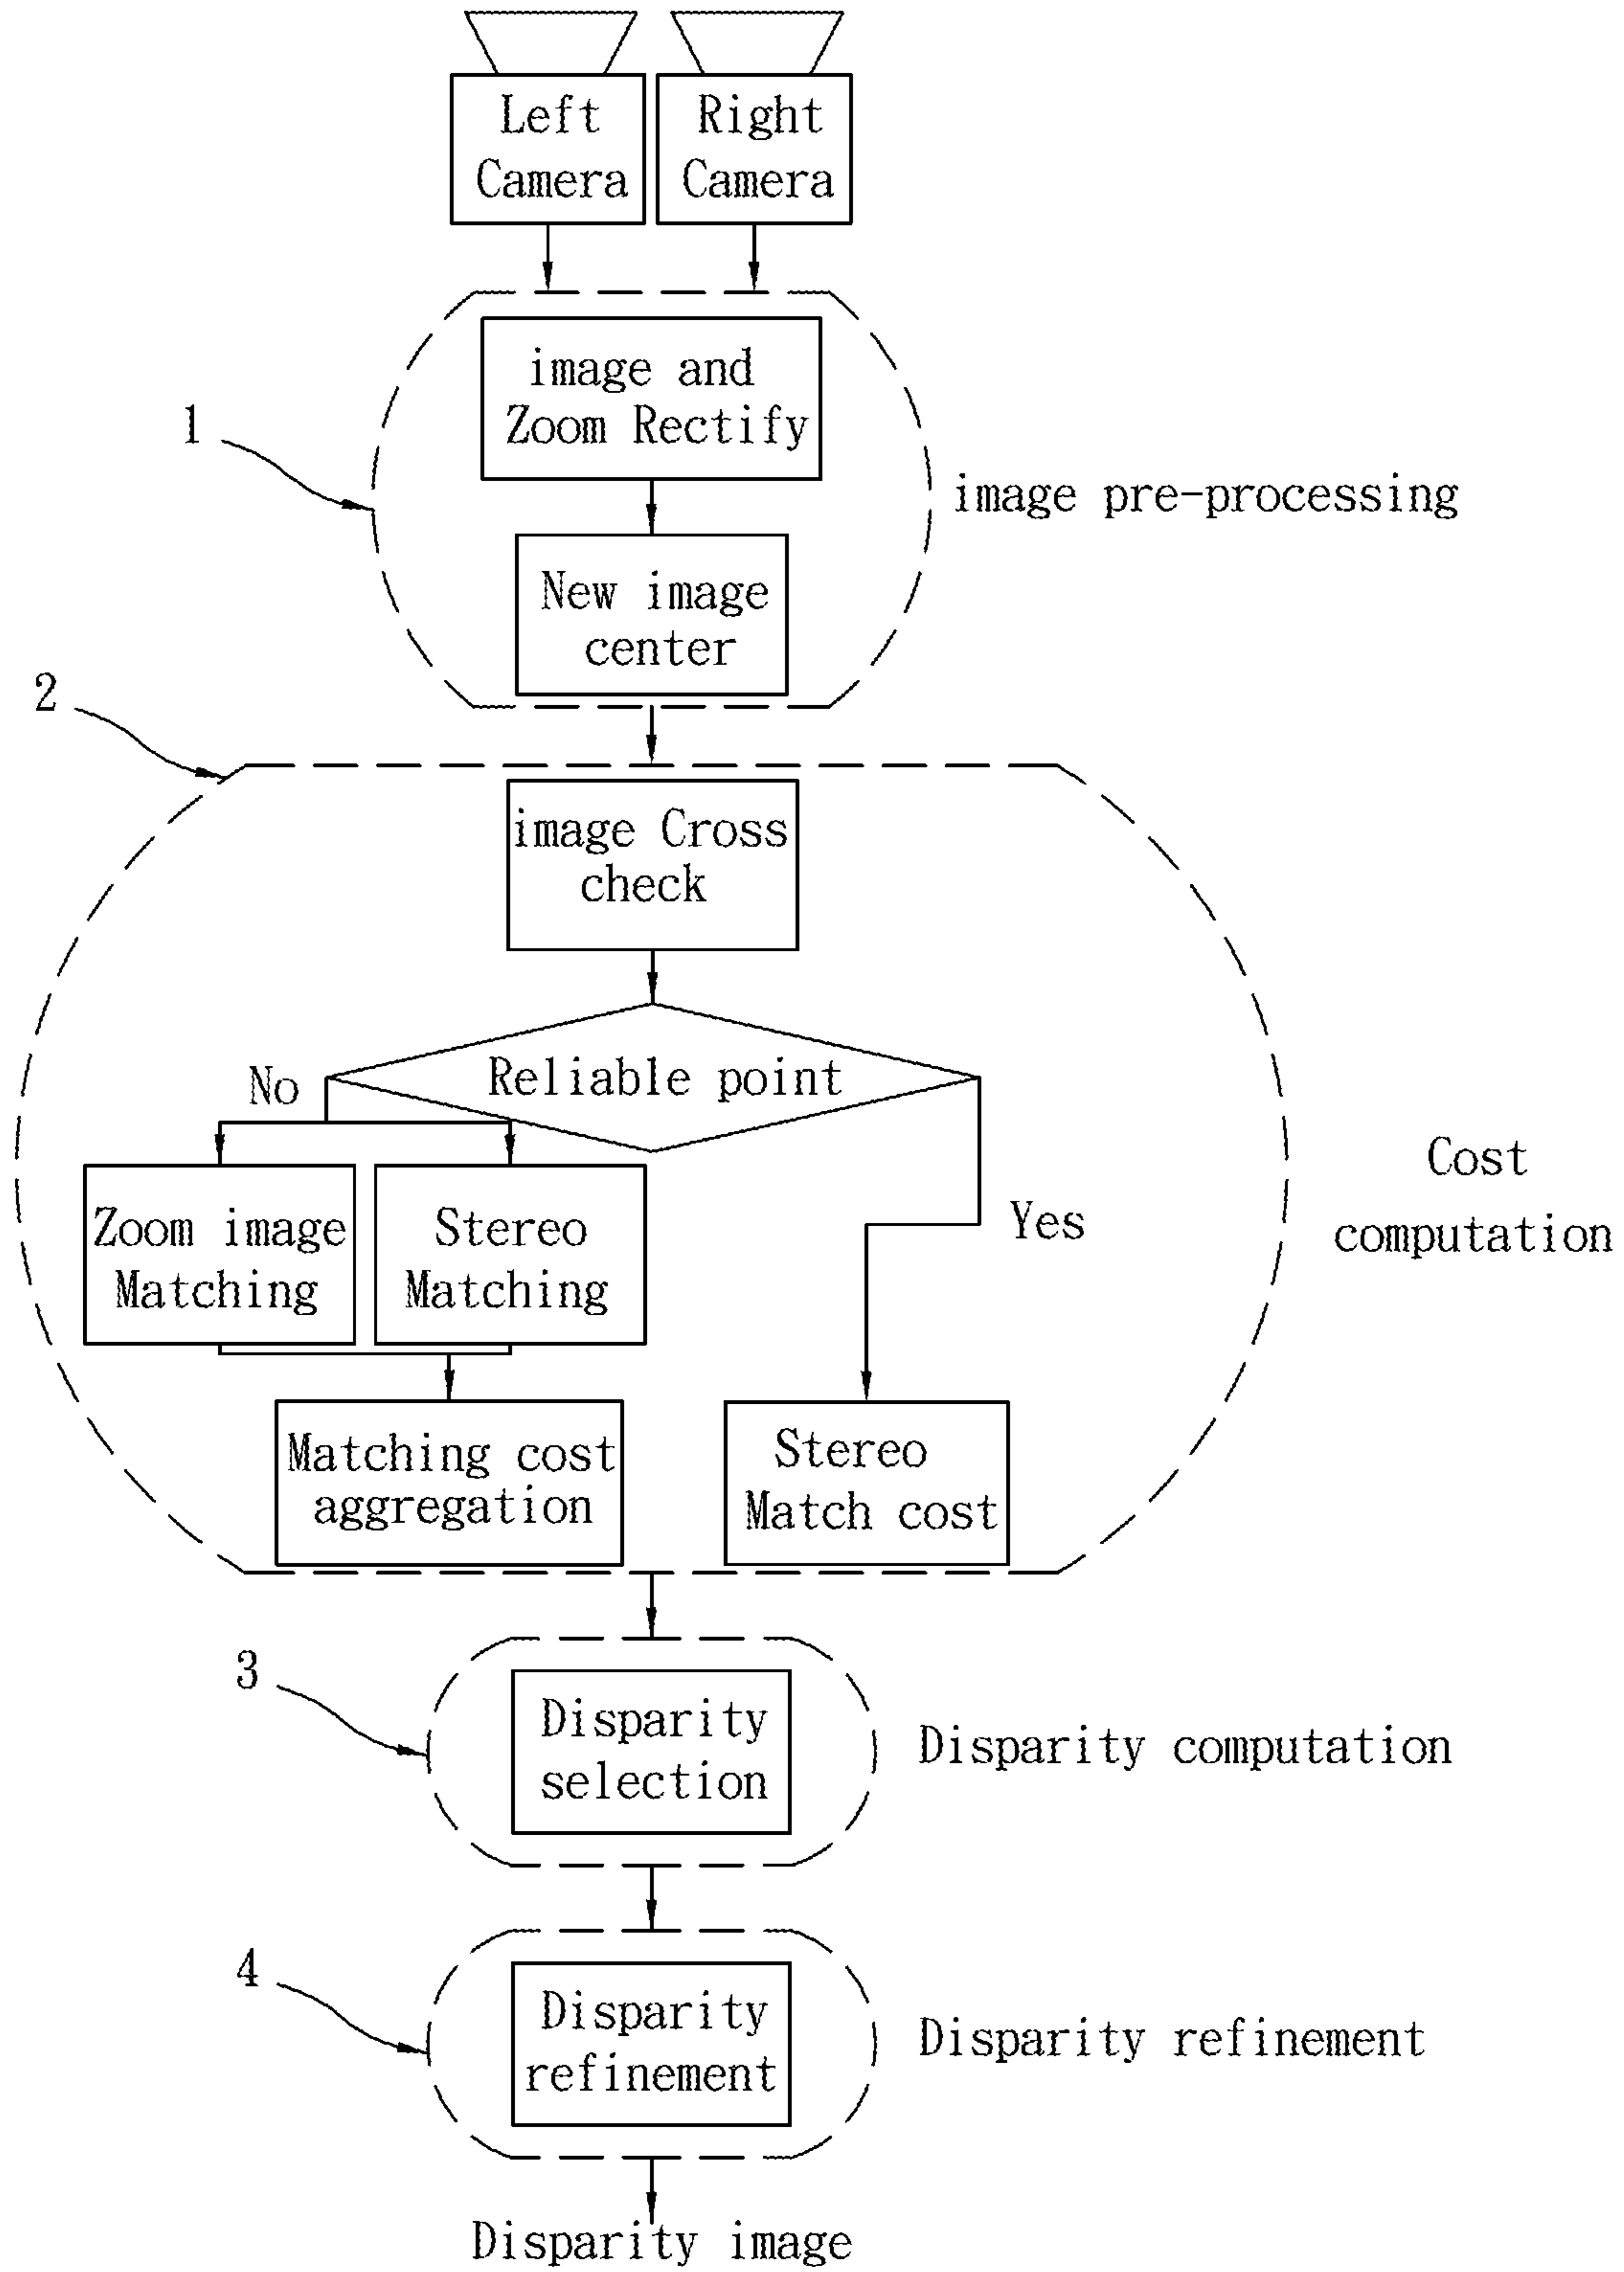 Left
Camera
Right
Camera
image and
Zoom Rectify
1
image pre-processing
New image
center
2
image Cross
check
Reliable point
No
Yes
Cost
computation
Zoom image
Matching
Stereo
Matching
Matching cost
aggregation
Stereo
Match cost
3
Disparity
selection
Disparity computation
4
Disparity
refinement
Disparity refinement
Disparity image